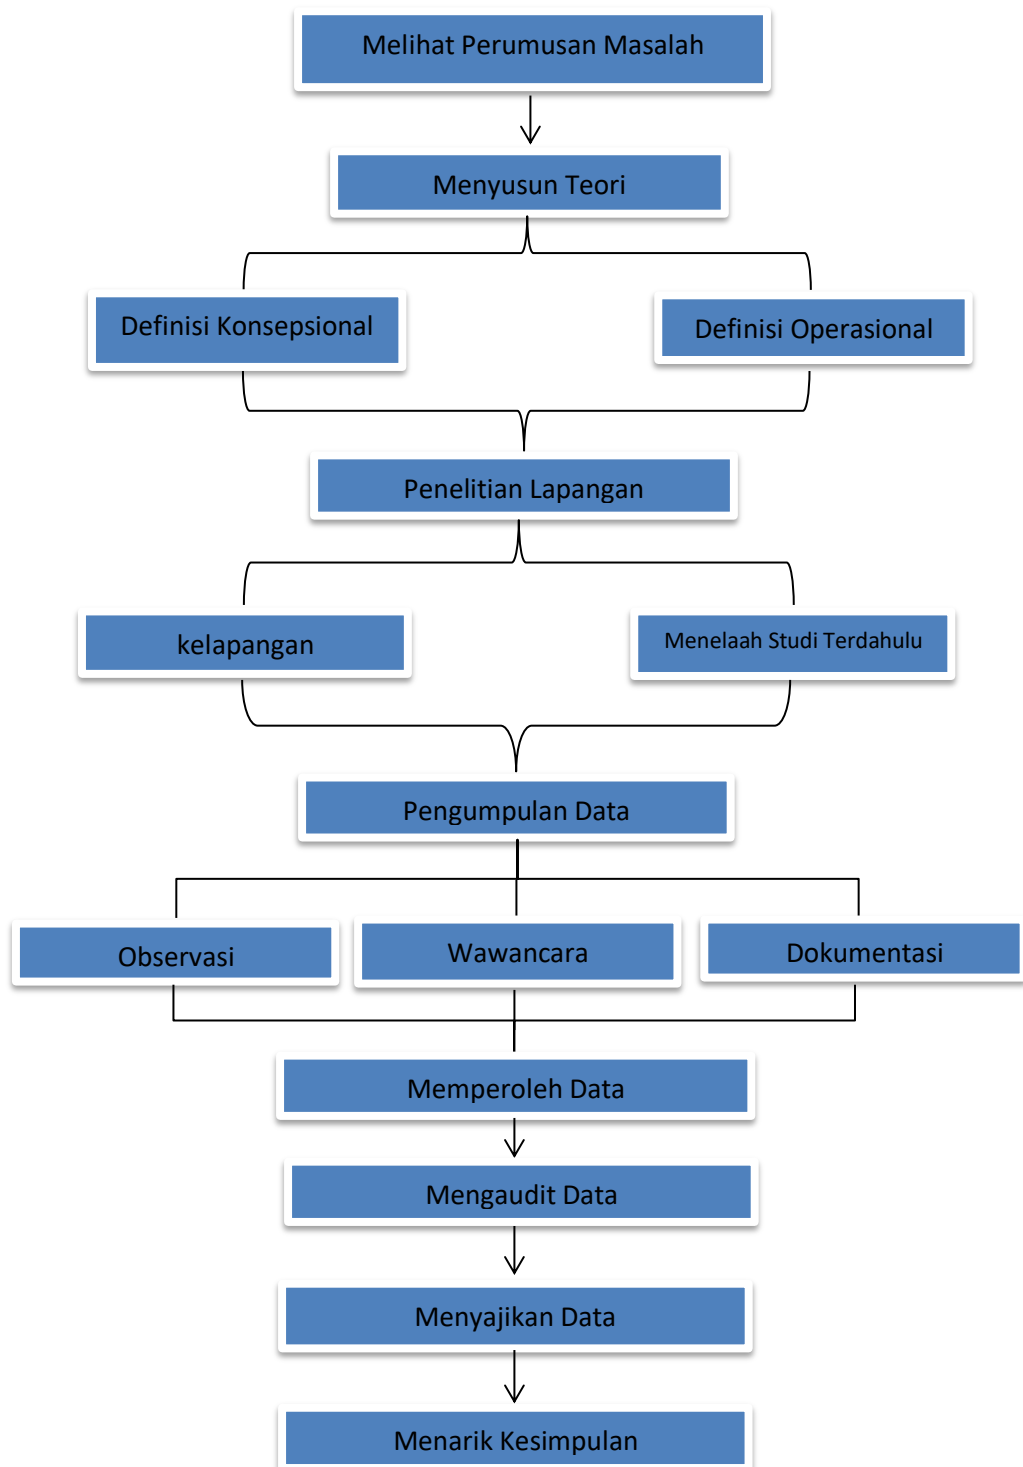 Melihat Perumusan Masalah
Menyusun Teori
Definisi Konsepsional
Definisi Operasional
Penelitian Lapangan
kelapangan
Menelaah Studi Terdahulu
Pengumpulan Data
Observasi
Wawancara
Dokumentasi
Memperoleh Data
Mengaudit Data
Menyajikan Data
Menarik Kesimpulan